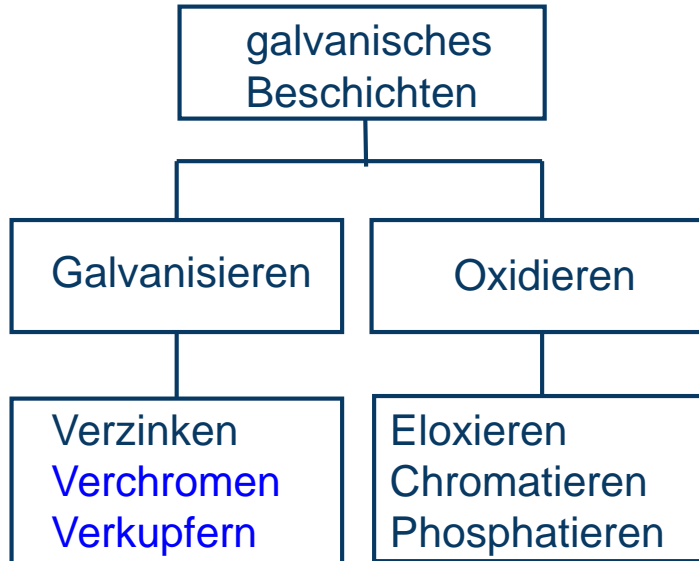 galvanisches
Beschichten
Galvanisieren
Oxidieren
Verzinken
Verchromen
Verkupfern
Eloxieren
Chromatieren
Phosphatieren